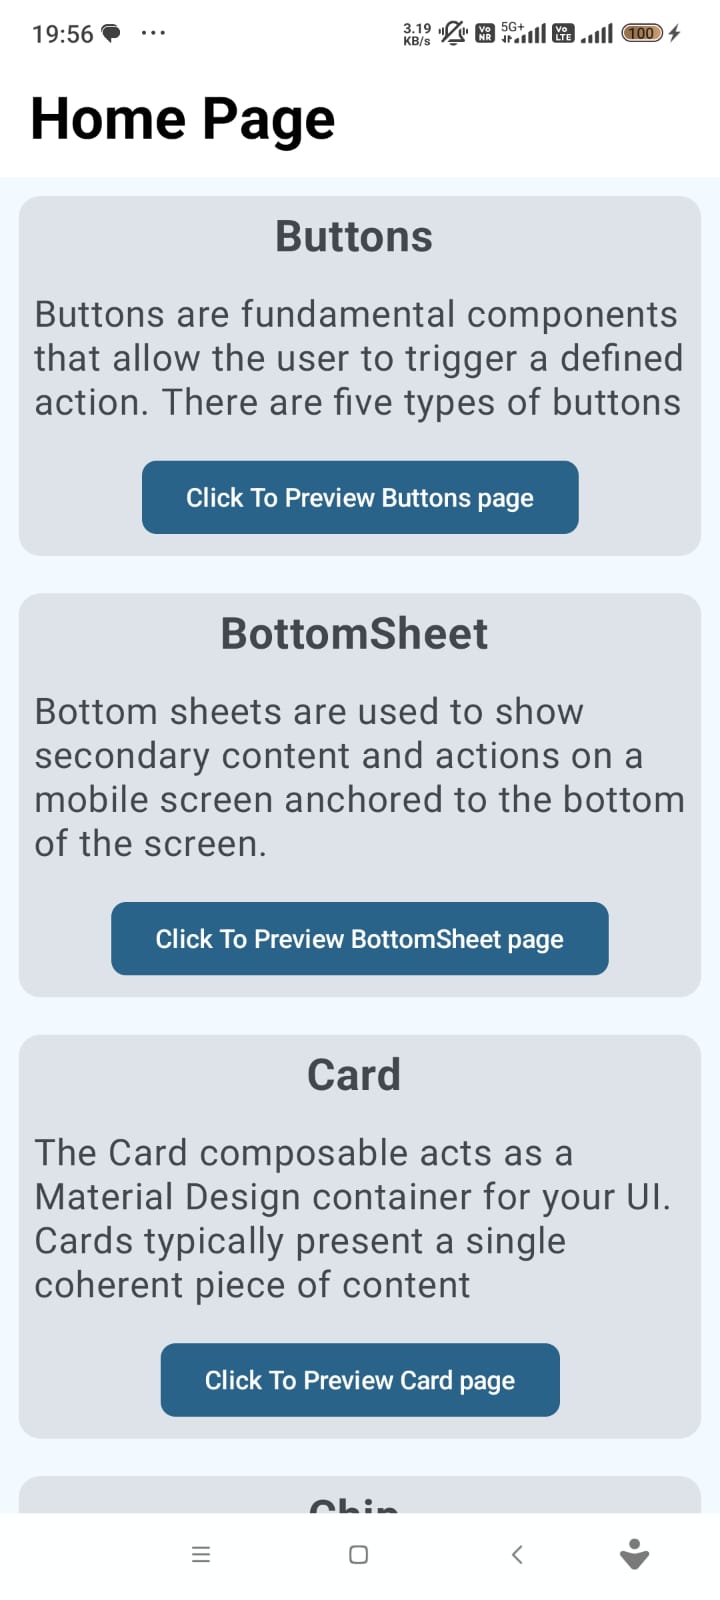 19:56
3.19 KB/s
Vo NR
5G+
Vo LTE
100
Home Page
Buttons
Buttons are fundamental components
that allow the user to trigger a defined
action. There are five types of buttons
Click To Preview Buttons page
BottomSheet
Bottom sheets are used to show
secondary content and actions on a
mobile screen anchored to the bottom
of the screen.
Click To Preview BottomSheet page
Card
The Card composable acts as a
Material Design container for your UI.
Cards typically present a single
coherent piece of content
Click To Preview Card page
Chip